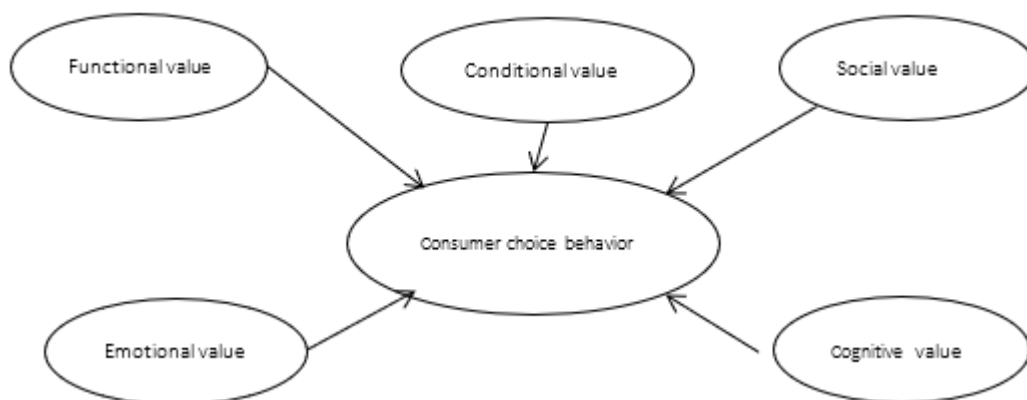 Functional value
Conditional value
Social value
Consumer choice behavior
Emotional value
Cognitive value